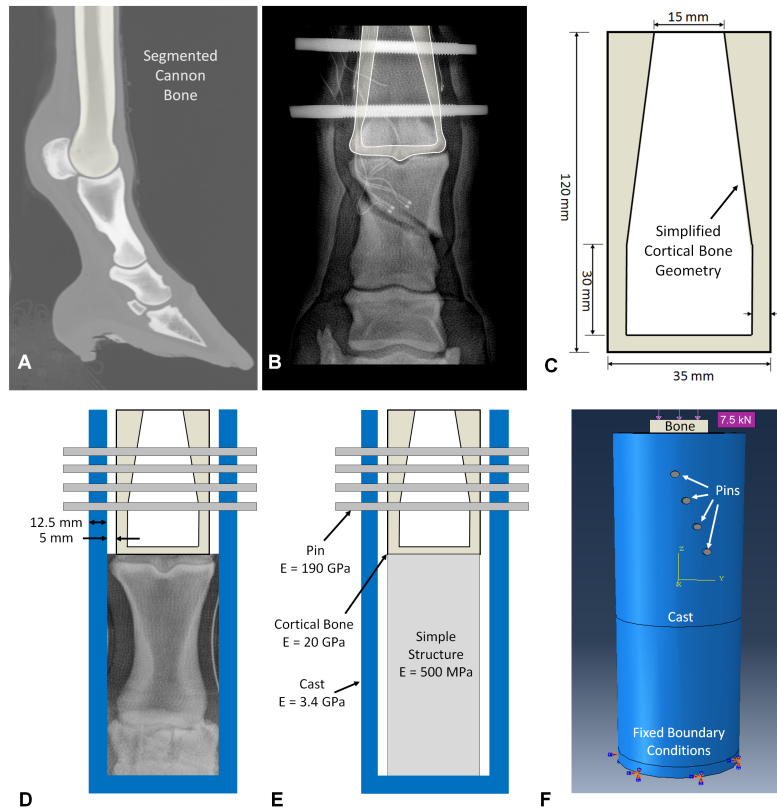 Segmented
Cannon
Bone
A
B
15 mm
120 mm
30 mm
Simplified
Cortical Bone
Geometry
35 mm
C
12.5 mm
5 mm
D
Pin
E = 190 GPa
Cortical Bone
E = 20 GPa
Cast
E = 3.4 GPa
Simple
Structure
E = 500 MPa
E
7.5 kN
Bone
Pins
Z
X
Y
Cast
Fixed Boundary
Conditions
F